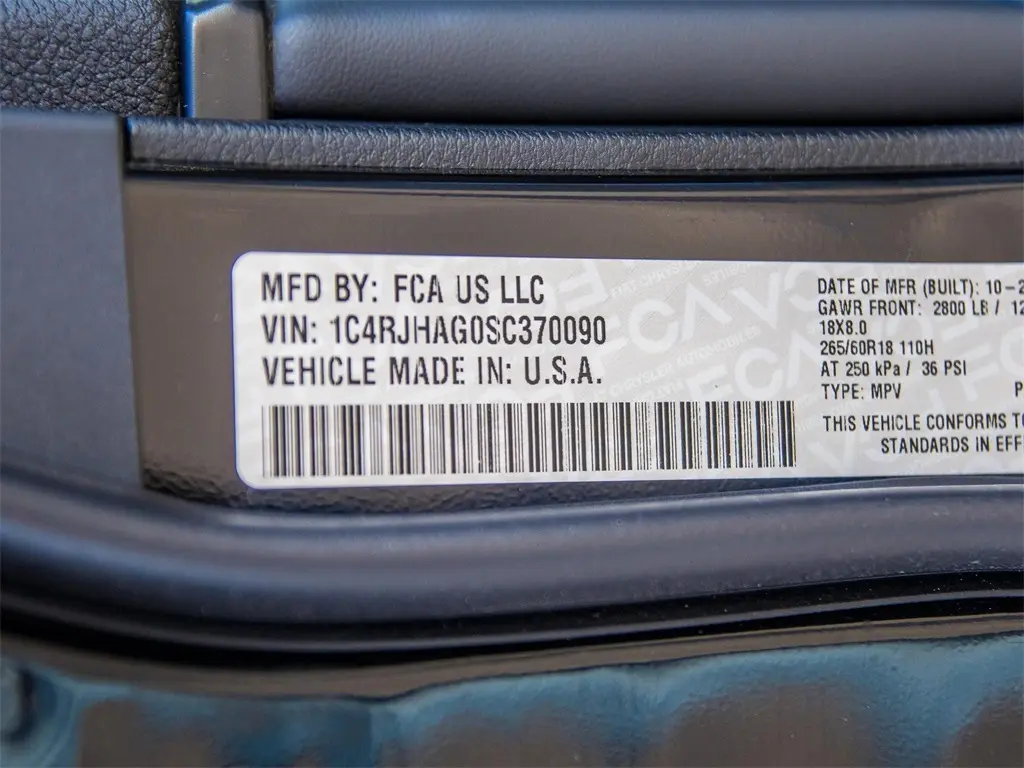 MFD BY: FCA US LLC
VIN: 1C4RJHAG0SC370090
VEHICLE MADE IN: U.S.A.
DATE OF MFR (BUILT): 10-2
GAWR FRONT: 2800 LB / 12
18X8.0
265/60R18 110H
AT 250 kPa / 36 PSI
TYPE: MPV P
THIS VEHICLE CONFORMS TO
STANDARDS IN EFF